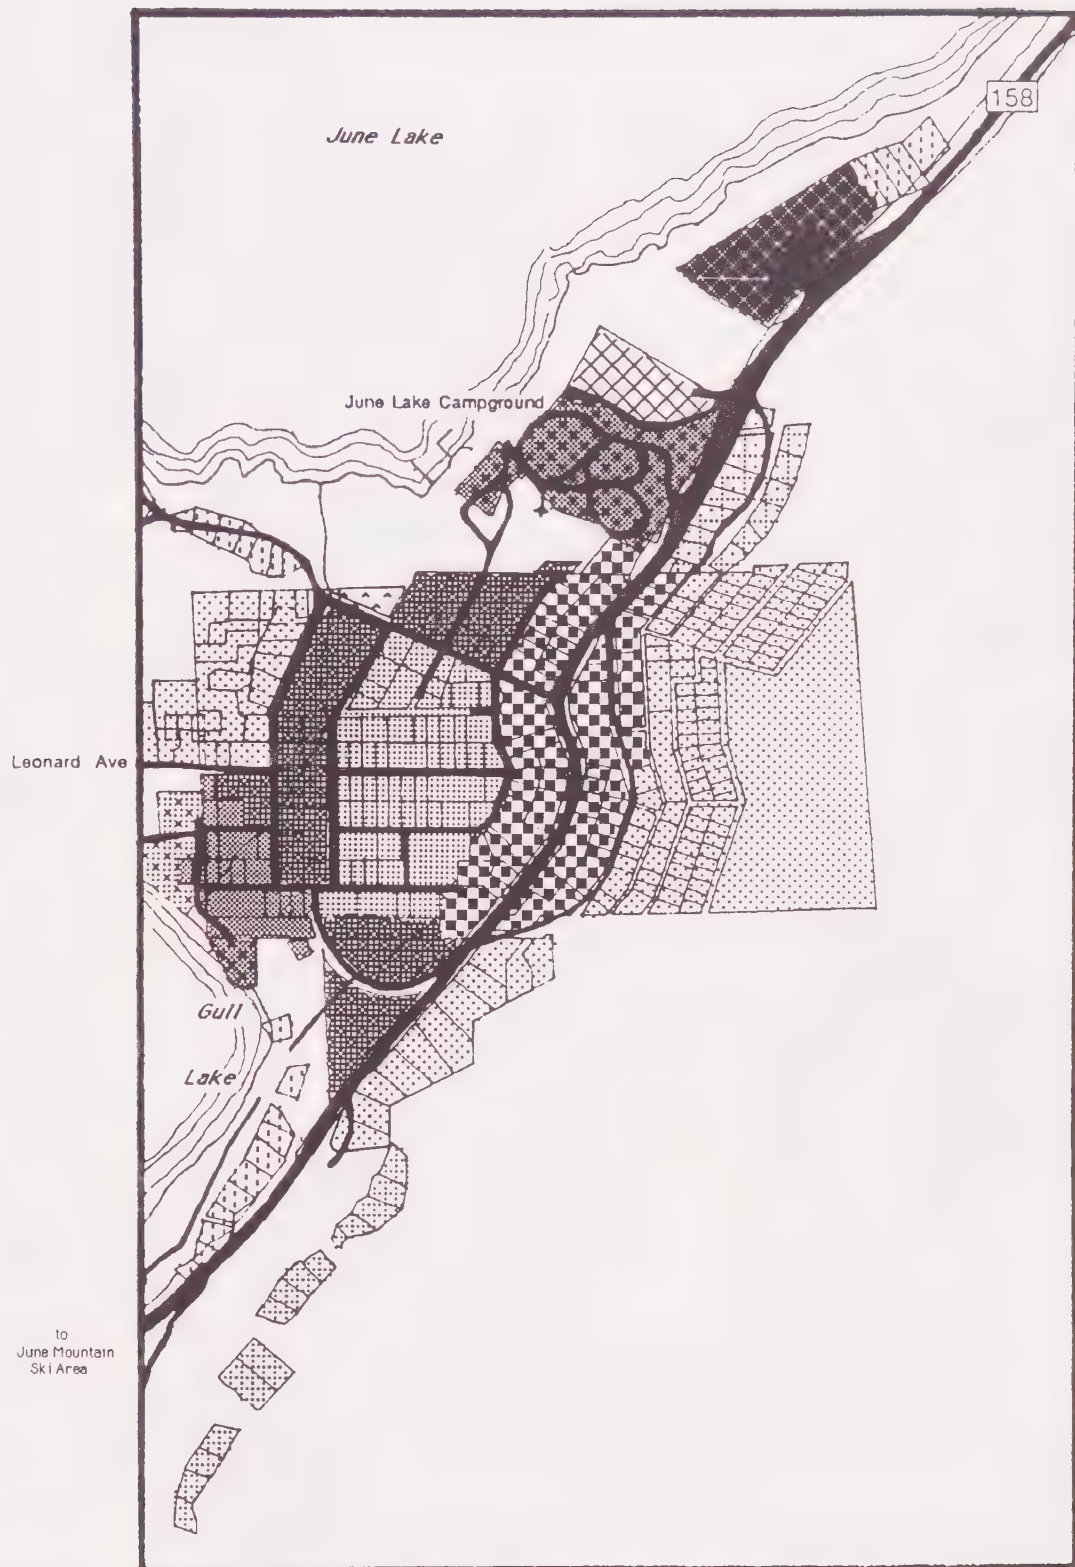 158
June Lake
June Lake Campground
Leonard Ave
Gull
Lake
to
June Mountain
Ski Area